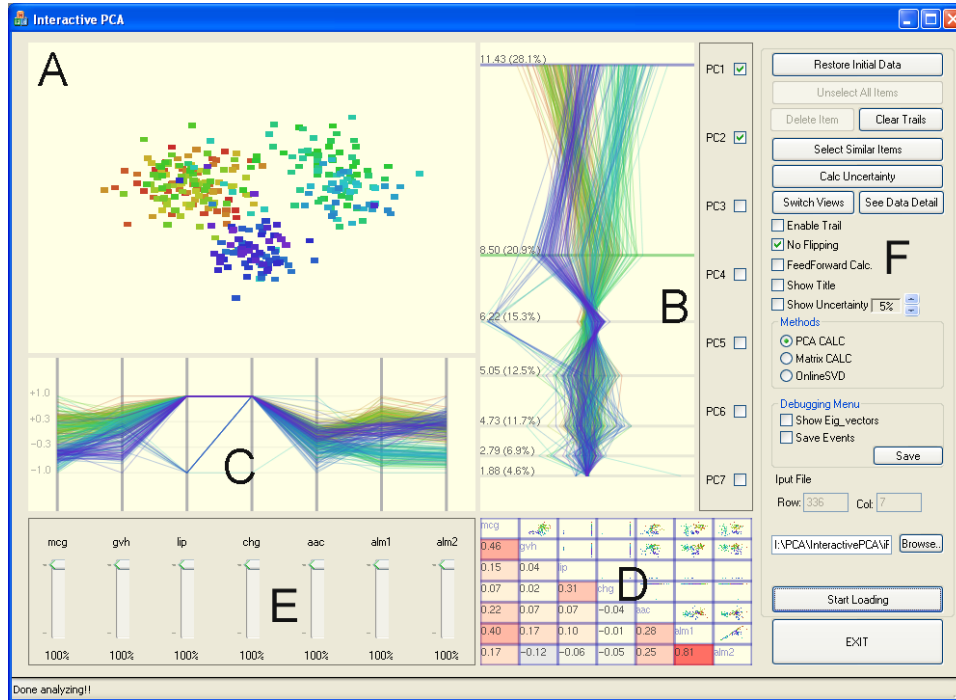 Interactive PCA
A
11.43 (28.1%)
8.50 (20.9%)
6.22 (15.3%)
5.05 (12.5%)
4.73 (11.7%)
2.79 (6.9%)
1.88 (4.6%)
B
PC1
PC2
PC3
PC4
PC5
PC6
PC7
Restore Initial Data
Unselect All Items
Delete Item Clear Trails
Select Similar Items
Calc Uncertainty
Switch Views See Data Detail
Enable Trail
No Flipping
FeedForward Calc.
Show Title
Show Uncertainty 5%
F
Methods
PCA CALC
Matrix CALC
OnlineSVD
Debugging Menu
Show Eig_vectors
Save Events
Save
Input File
Row: 336 Col: 7
I:\PCA\InteractivePCA\iF Browse..
Start Loading
EXIT
+1.0
+0.3
−0.3
−1.0
C
mcg gvh lip chg aac alm1 alm2
E
100% 100% 100% 100% 100% 100% 100%
mcg
0.46 gvh
0.15 0.04 lip
0.07 0.02 0.31 chg
0.22 0.07 0.07 −0.04 aac
0.40 0.17 0.10 −0.01 0.28 alm1
0.17 −0.12 −0.06 −0.05 0.25 0.81 alm2
D
Done analyzing!!